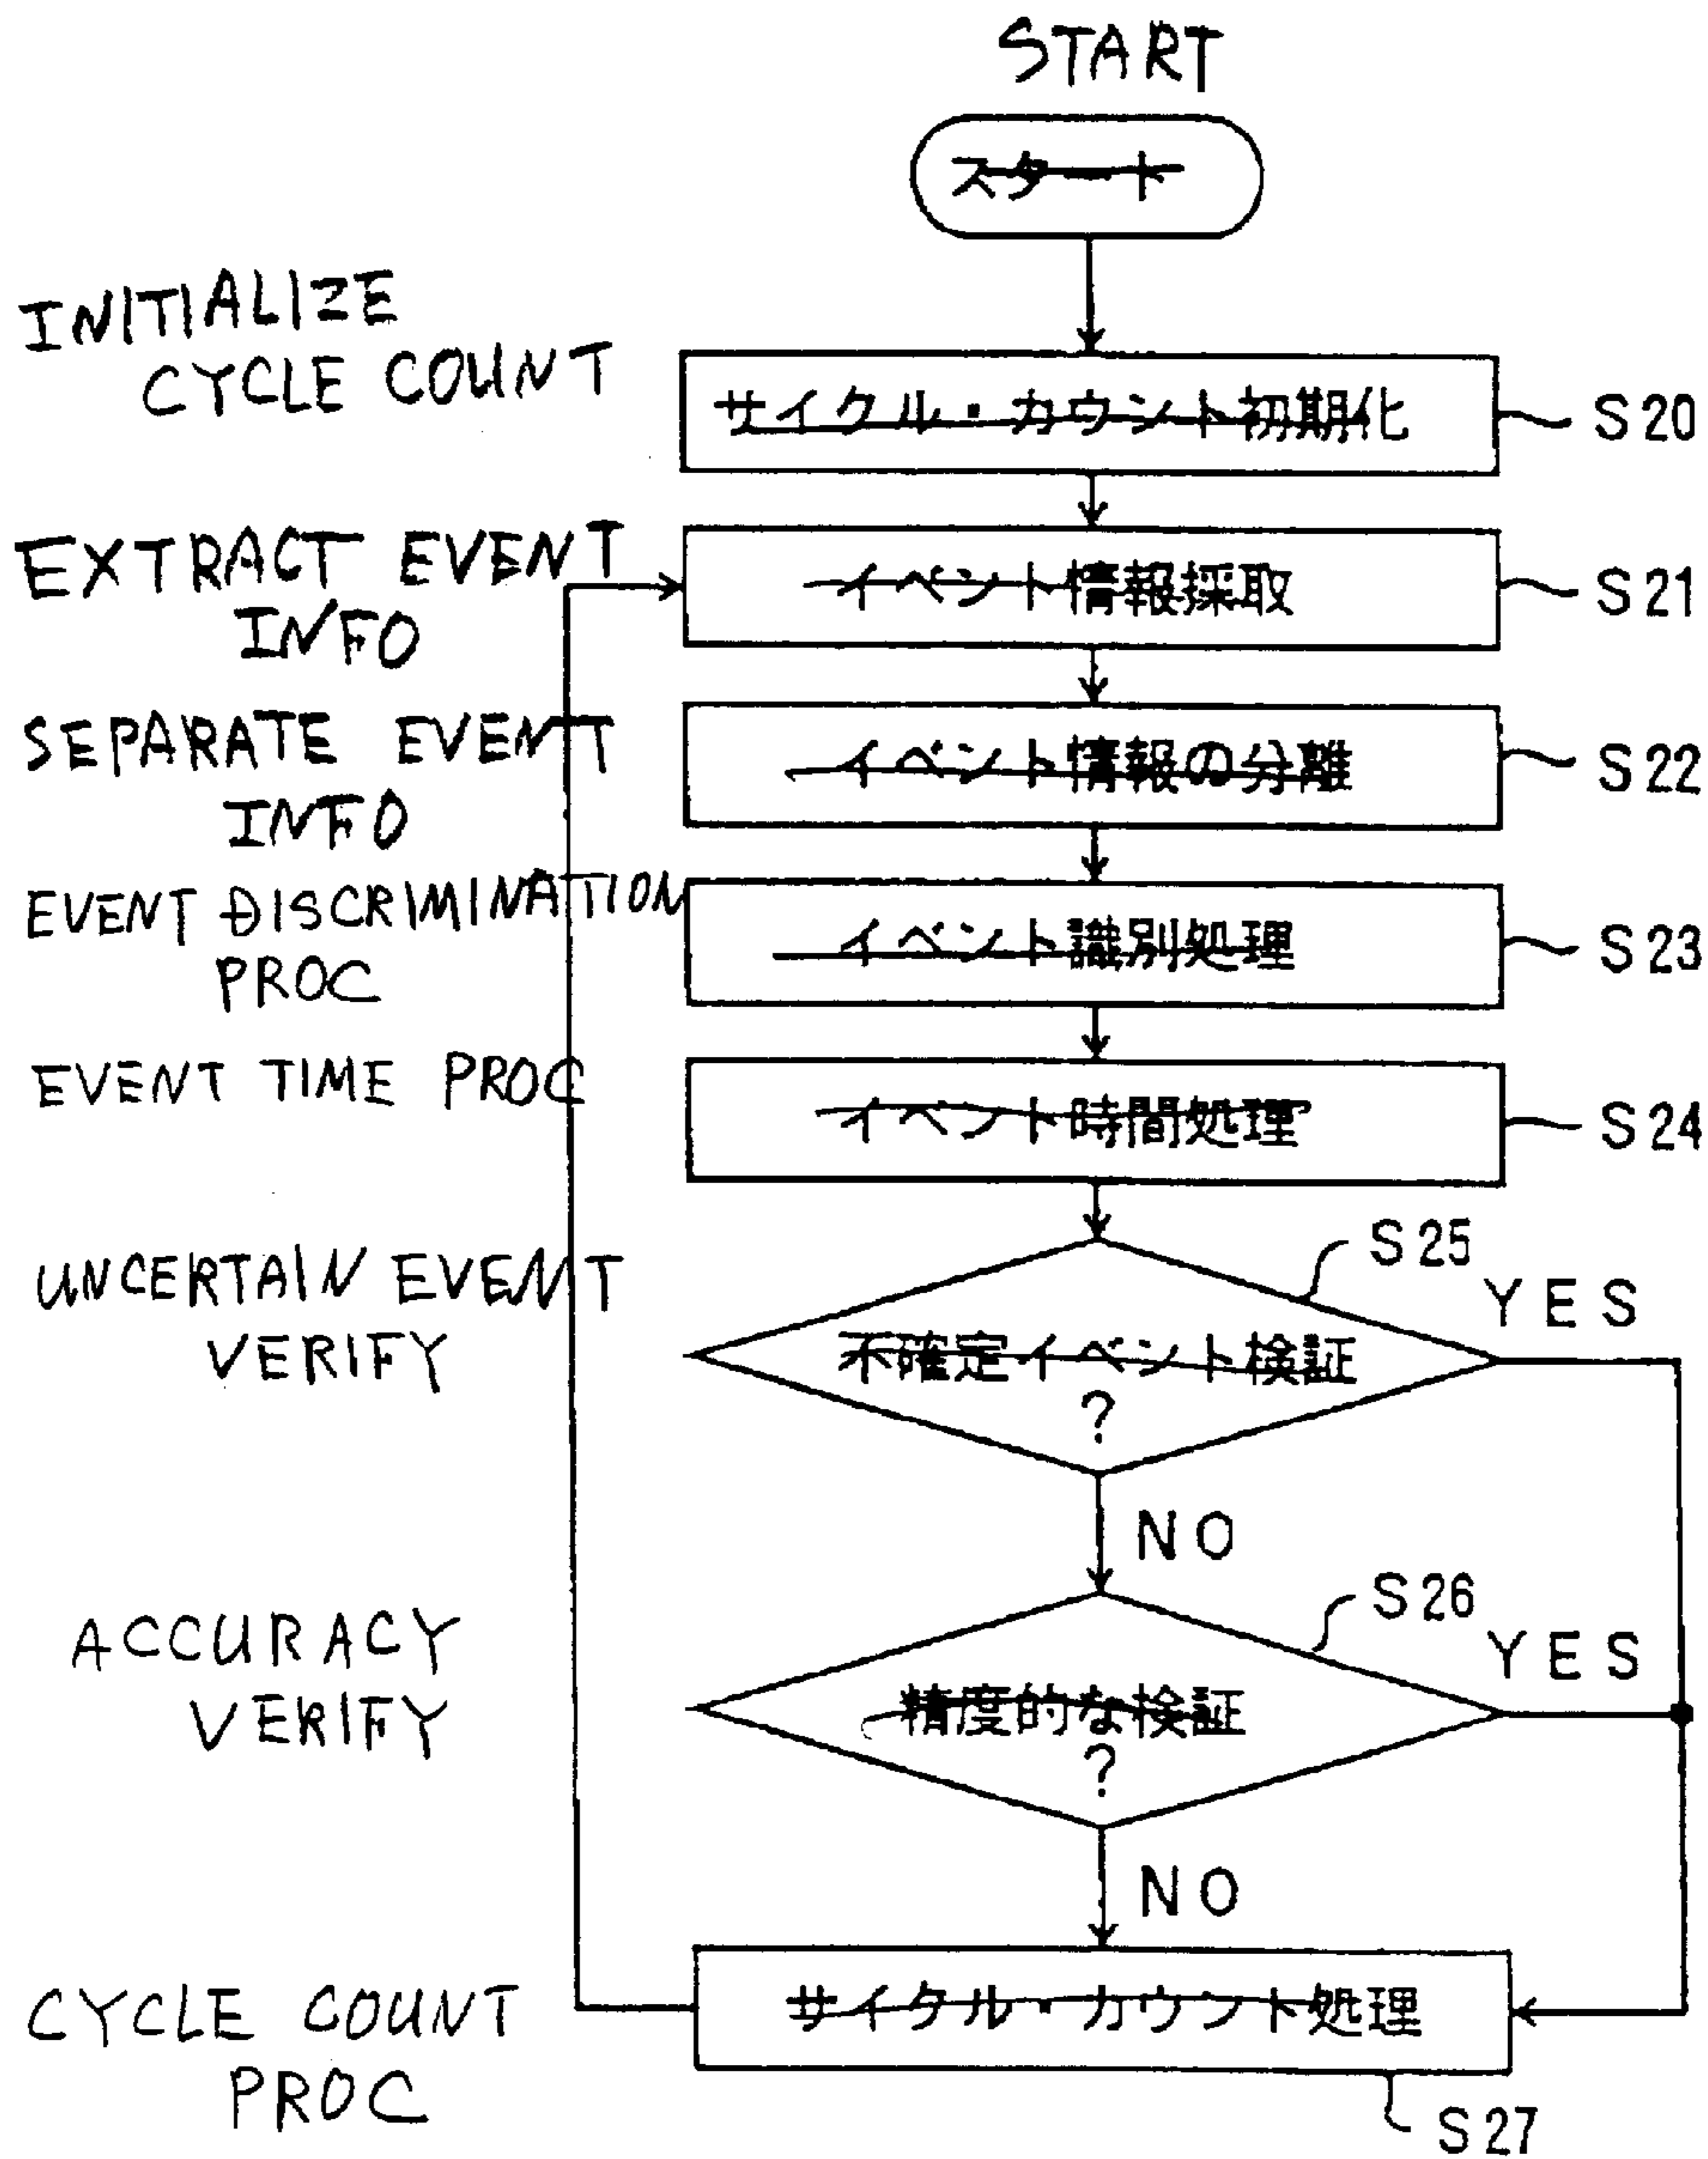 START
スタート
INITIALIZE
CYCLE COUNT
サイクル・カウント初期化
S20
EXTRACT EVENT
INFO
イベント情報採取
S21
SEPARATE EVENT
INFO
イベント情報の分離
S22
EVENT DISCRIMINATION
PROC
イベント識別処理
S23
EVENT TIME PROC
イベント時間処理
S24
UNCERTAIN EVENT
VERIFY
不確定イベント検証
?
S25
YES
NO
ACCURACY
VERIFY
精度的な検証
?
S26
YES
NO
CYCLE COUNT
PROC
サイクル・カウント処理
S27